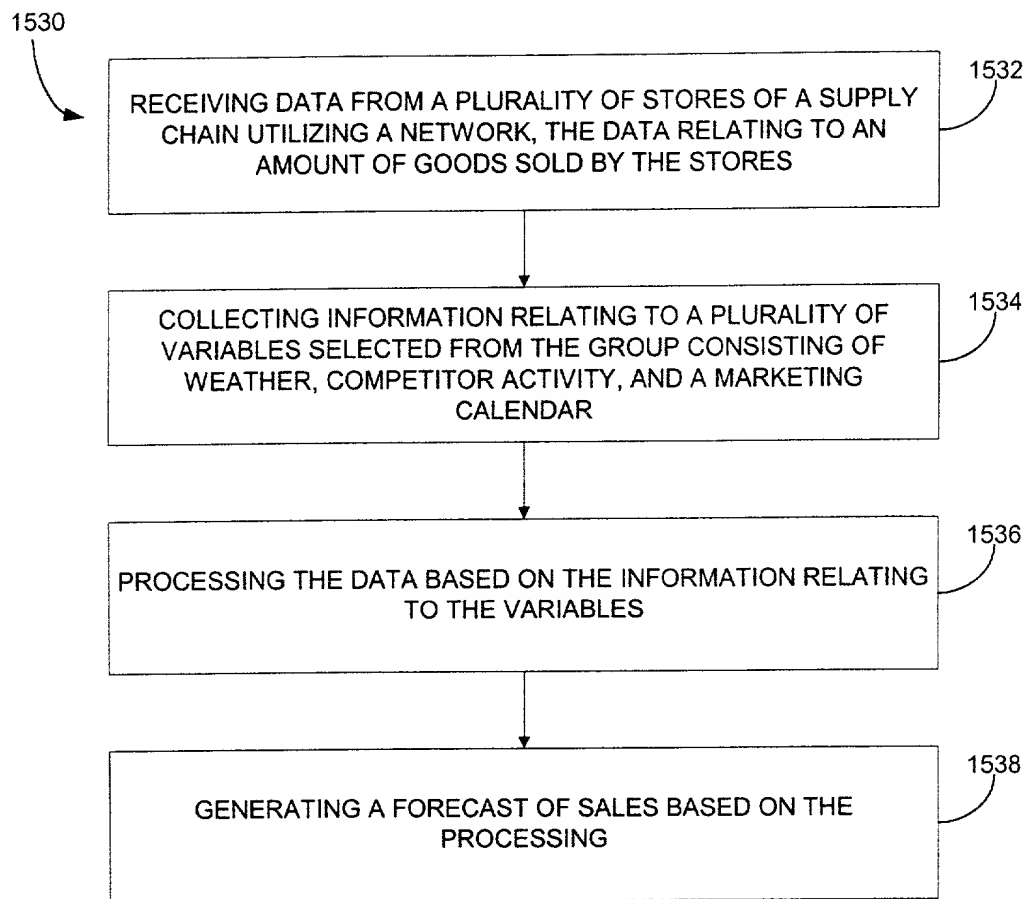 1530
1532
RECEIVING DATA FROM A PLURALITY OF STORES OF A SUPPLY
CHAIN UTILIZING A NETWORK, THE DATA RELATING TO AN
AMOUNT OF GOODS SOLD BY THE STORES
1534
COLLECTING INFORMATION RELATING TO A PLURALITY OF
VARIABLES SELECTED FROM THE GROUP CONSISTING OF
WEATHER, COMPETITOR ACTIVITY, AND A MARKETING
CALENDAR
1536
PROCESSING THE DATA BASED ON THE INFORMATION RELATING
TO THE VARIABLES
1538
GENERATING A FORECAST OF SALES BASED ON THE
PROCESSING